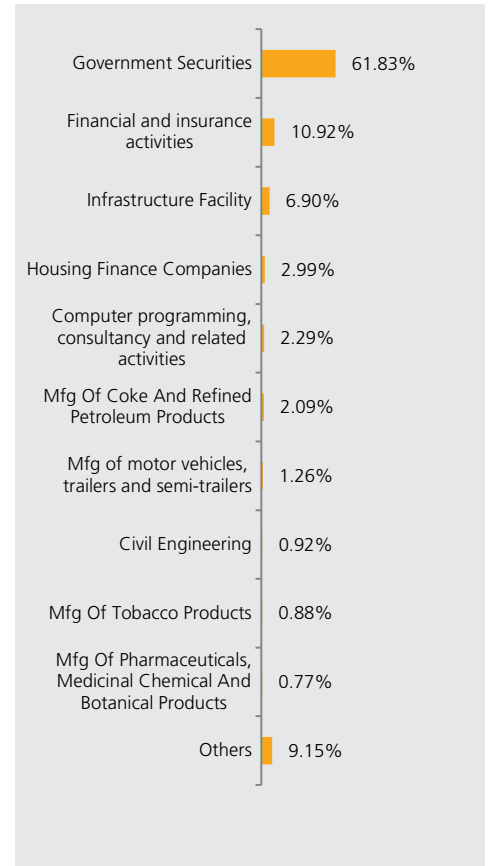 Government Securities 61.83%
Financial and insurance
activities 10.92%
Infrastructure Facility 6.90%
Housing Finance Companies 2.99%
Computer programming,
consultancy and related
activities 2.29%
Mfg Of Coke And Refined
Petroleum Products 2.09%
Mfg of motor vehicles,
trailers and semi-trailers 1.26%
Civil Engineering 0.92%
Mfg Of Tobacco Products 0.88%
Mfg Of Pharmaceuticals,
Medicinal Chemical And
Botanical Products 0.77%
Others 9.15%